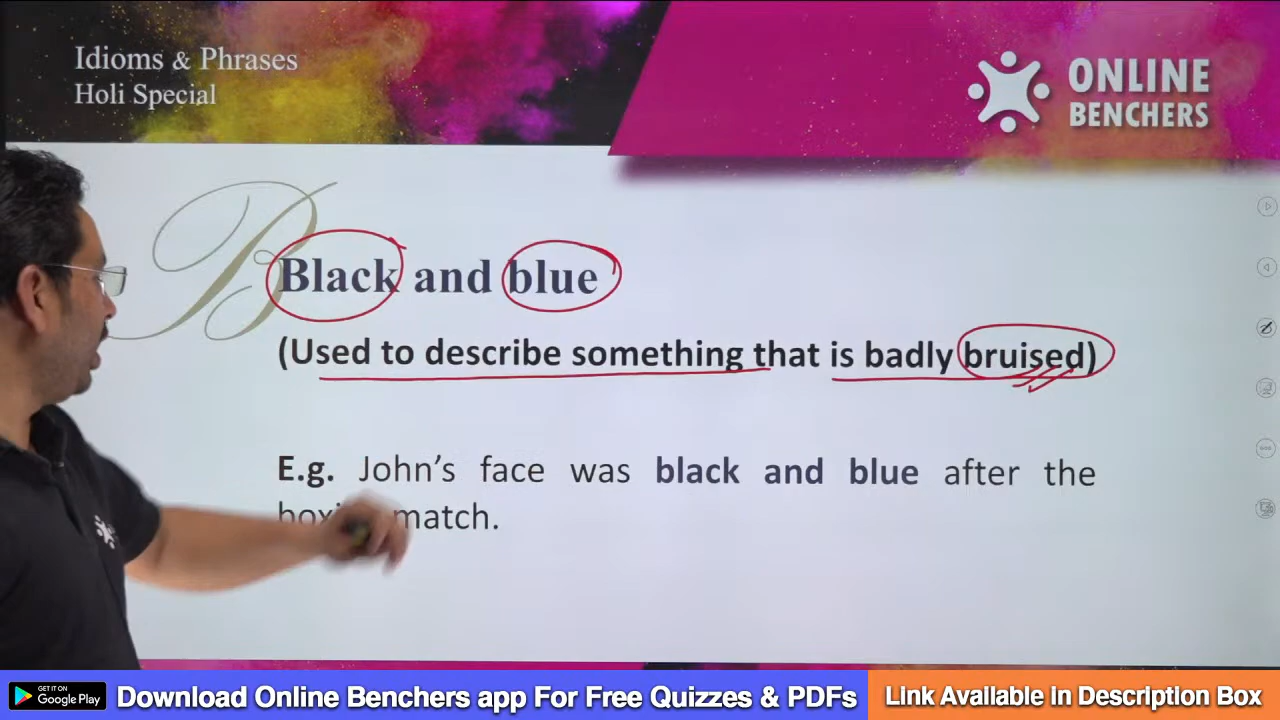 Idioms & Phrases
Holi Special
ONLINE
BENCHERS
B
Black and blue
(Used to describe something that is badly bruised)
E.g. John's face was black and blue after the
match.
GET IT ON
Google Play
Download Online Benchers app For Free Quizzes & PDFs
Link Available In Description Box